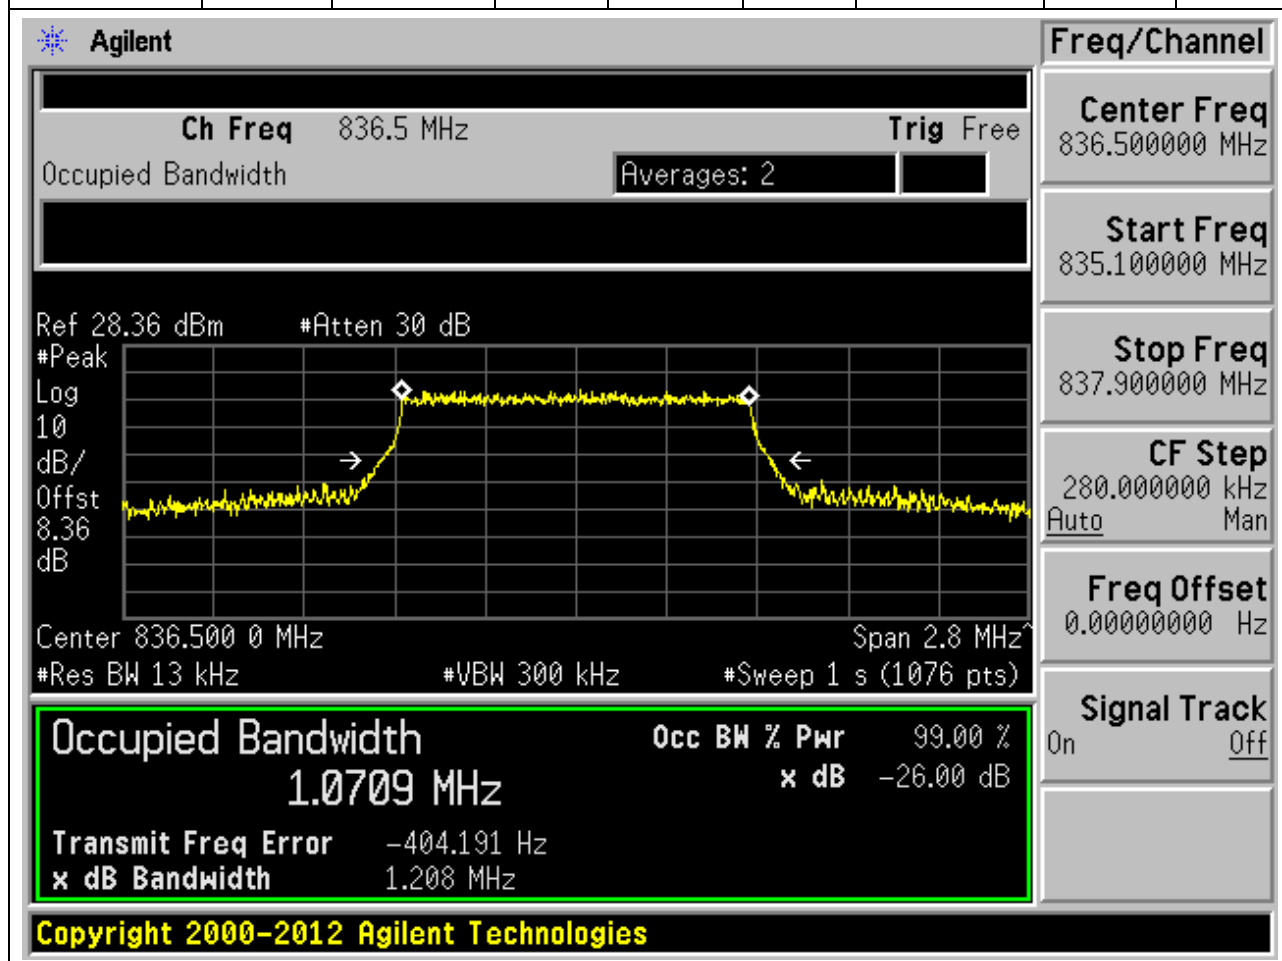 Agilent
Freq/Channel
Ch Freq 836.5 MHz Trig Free
Occupied Bandwidth Averages: 2
Ref 28.36 dBm #Atten 30 dB
#Peak
Log
10
dB/
Offst
8.36
dB
Center 836.500 0 MHz Span 2.8 MHz^
#Res BW 13 kHz #VBW 300 kHz #Sweep 1 s (1076 pts)
Occupied Bandwidth Occ BW % Pwr 99.00 %
1.0709 MHz x dB -26.00 dB
Transmit Freq Error -404.191 Hz
x dB Bandwidth 1.208 MHz
Copyright 2000-2012 Agilent Technologies
Center Freq
836.500000 MHz
Start Freq
835.100000 MHz
Stop Freq
837.900000 MHz
CF Step
280.000000 kHz
Auto Man
Freq Offset
0.00000000 Hz
Signal Track
On Off